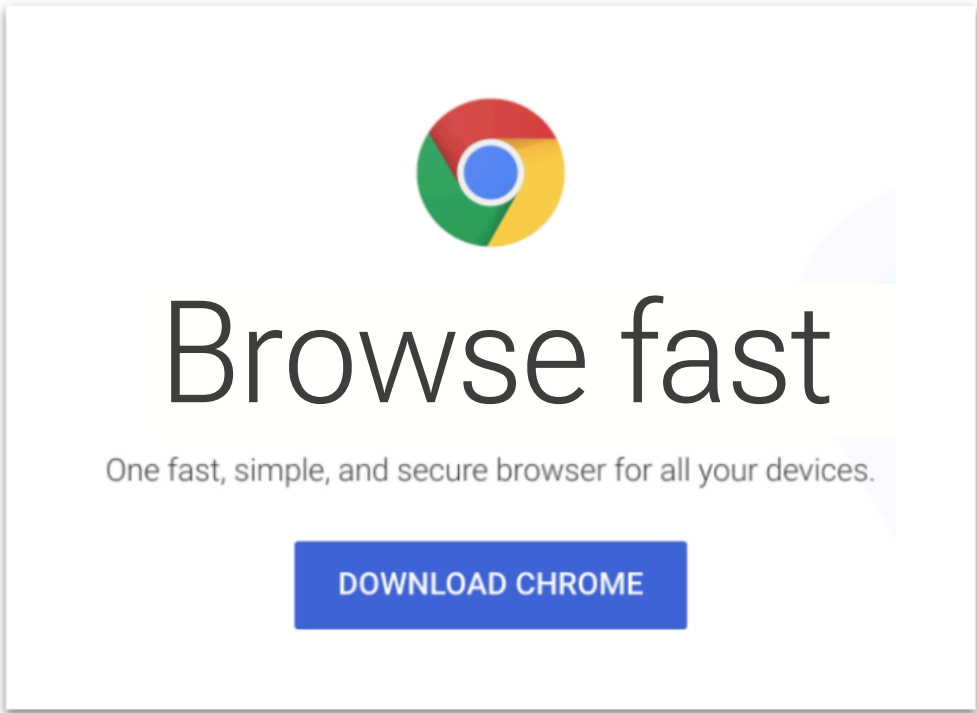 Browse fast
One fast, simple, and secure browser for all your devices.
DOWNLOAD CHROME